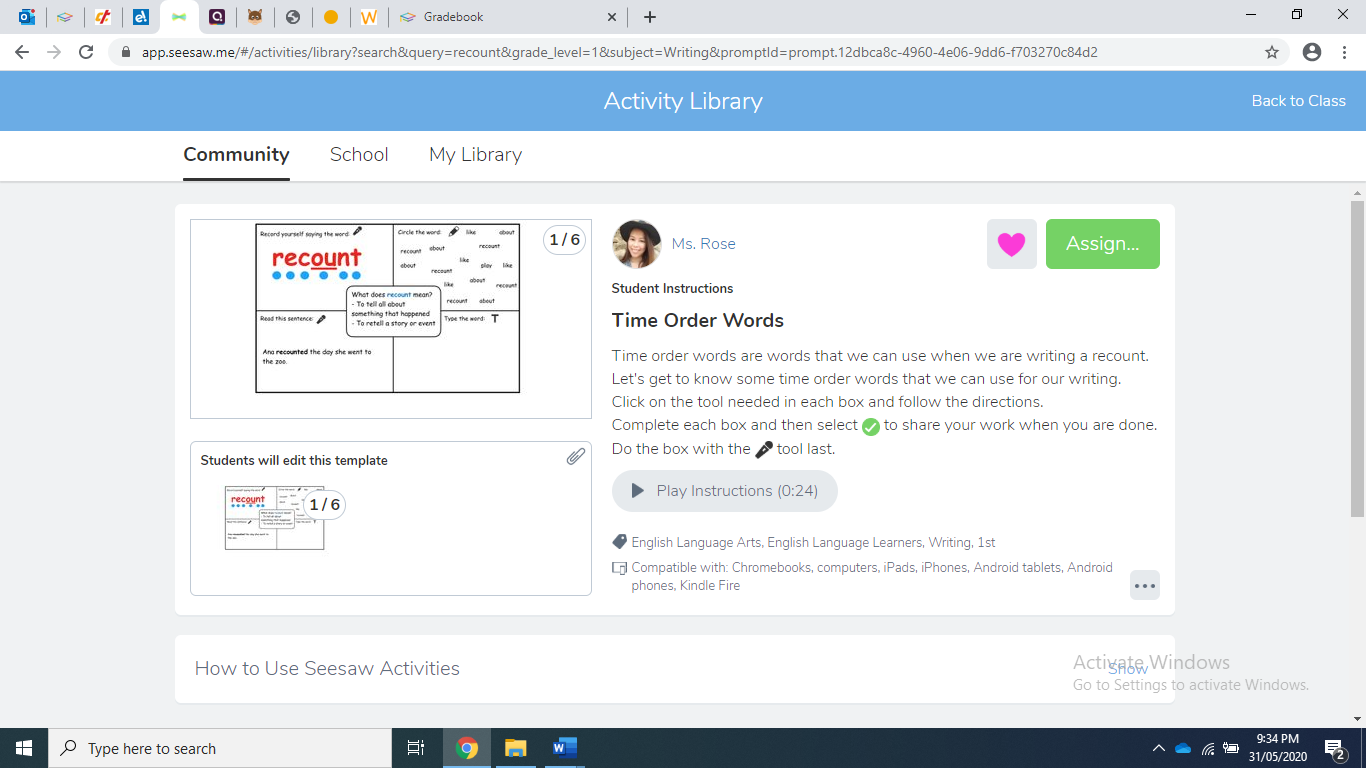 Gradebook
app.seesaw.me/#/activities/library?search&query=recount&grade_level=1&subject=Writing&promptId=prompt.12dbca8c-4960-4e06-9dd6-f703270c84d2
Activity Library
Back to Class
Community School My Library
Record yourself saying the word:
recount
Circle the word:
like about
recount about recount
like
about recount play like
like about recount
recount about
What does recount mean?
- To tell all about
something that happened
- To retell a story or event
Read this sentence:
Ana recounted the day she went to
the zoo.
Type the word: T
1 / 6
Ms. Rose
Assign...
Student Instructions
Time Order Words
Time order words are words that we can use when we are writing a recount.
Let's get to know some time order words that we can use for our writing.
Click on the tool needed in each box and follow the directions.
Complete each box and then select to share your work when you are done.
Do the box with the tool last.
Play Instructions (0:24)
Students will edit this template
recount
1 / 6
English Language Arts, English Language Learners, Writing, 1st
Compatible with: Chromebooks, computers, iPads, iPhones, Android tablets, Android
phones, Kindle Fire
How to Use Seesaw Activities
Show
Activate Windows
Go to Settings to activate Windows.
Type here to search
9:34 PM
31/05/2020
2